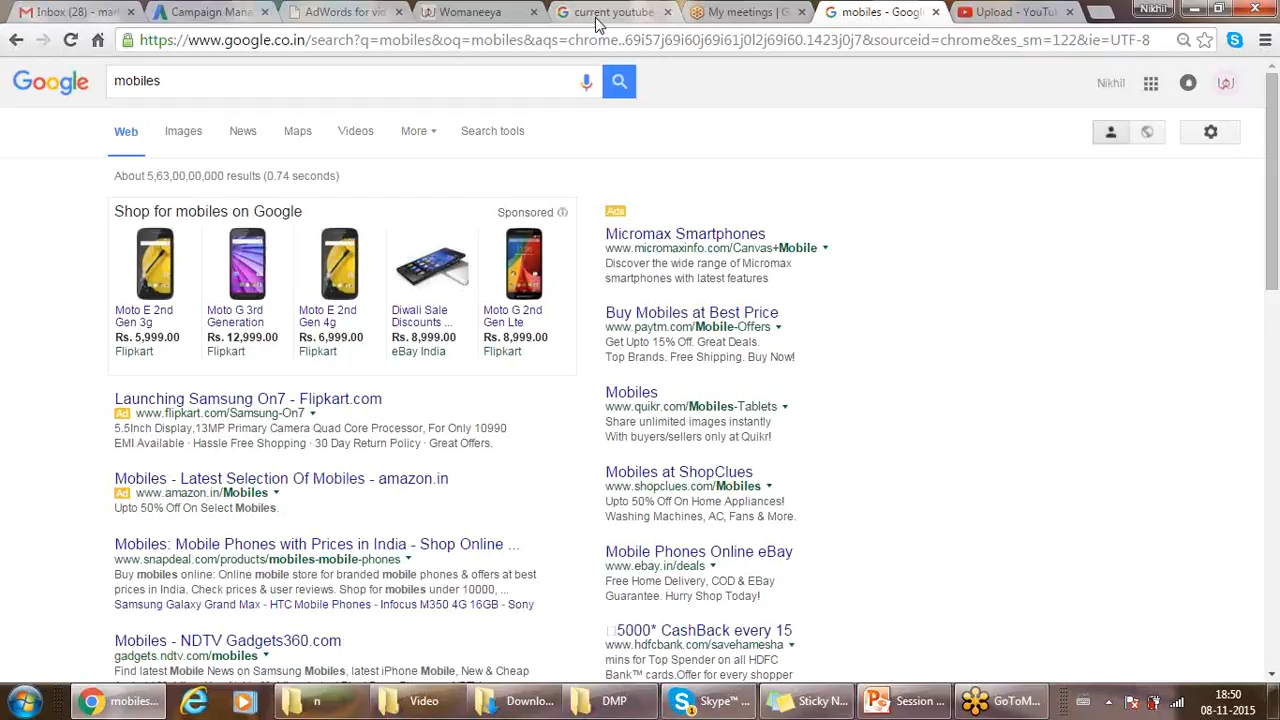 Inbox (38) - mark
Campaign Mana
AdWords for vid
Womaneeya
current youtube
My meetings | G
mobiles - Google
Upload - YouTub
Nikhil
https://www.google.co.in/search?q=mobiles&oq=mobiles&aqs=chrome..69i57j69i60j69i61j0l2j69i60.1423j0j7&sourceid=chrome&es_sm=122&ie=UTF-8
Google
mobiles
Nikhil
Web
Images
News
Maps
Videos
More
Search tools
About 5,63,00,00,000 results (0.74 seconds)
Shop for mobiles on Google
Sponsored
Moto E 2nd
Gen 3g
Rs. 5,999.00
Flipkart
Moto G 3rd
Generation
Rs. 12,999.00
Flipkart
Moto E 2nd
Gen 4g
Rs. 6,999.00
Flipkart
Diwali Sale
Discounts ...
Rs. 8,999.00
eBay India
Moto G 2nd
Gen Lte
Rs. 8,999.00
Flipkart
Launching Samsung On7 - Flipkart.com
Ad www.flipkart.com/Samsung-On7
5.5Inch Display,13MP Primary Camera Quad Core Processor, For Only 10990
EMI Available · Hassle Free Shopping · 30 Day Return Policy · Great Offers.
Mobiles - Latest Selection Of Mobiles - amazon.in
Ad www.amazon.in/Mobiles
Upto 50% Off On Select Mobiles.
Mobiles: Mobile Phones with Prices in India - Shop Online ...
www.snapdeal.com/products/mobiles-mobile-phones
Buy mobiles online: Online mobile store for branded mobile phones & offers at best
prices in India. Check prices & user reviews. Shop for mobiles under 10000, ...
Samsung Galaxy Grand Max - HTC Mobile Phones - Infocus M350 4G 16GB - Sony
Mobiles - NDTV Gadgets360.com
gadgets.ndtv.com/mobiles
Find latest Mobile News on Samsung Mobiles, latest iPhone Mobile, New & Cheap
Ads
Micromax Smartphones
www.micromaxinfo.com/Canvas+Mobile
Discover the wide range of Micromax
smartphones with latest features
Buy Mobiles at Best Price
www.paytm.com/Mobile-Offers
Get Upto 15% Off. Great Deals.
Top Brands. Free Shipping. Buy Now!
Mobiles
www.quikr.com/Mobiles-Tablets
Share unlimited images instantly
With buyers/sellers only at Quikr!
Mobiles at ShopClues
www.shopclues.com/Mobiles
Upto 50% Off On Home Appliances!
Washing Machines, AC, Fans & More.
Mobile Phones Online eBay
www.ebay.in/deals
Free Home Delivery, COD & EBay
Guarantee. Hurry Shop Today!
5000* CashBack every 15
www.hdfcbank.com/savehamesha
mins for Top Spender on all HDFC
Bank™ cards.Offer for every shopper
mobiles...
n
Video
Downlo...
DMP
Skype™ ...
Sticky N...
Session ...
GoToM...
18:50
08-11-2015